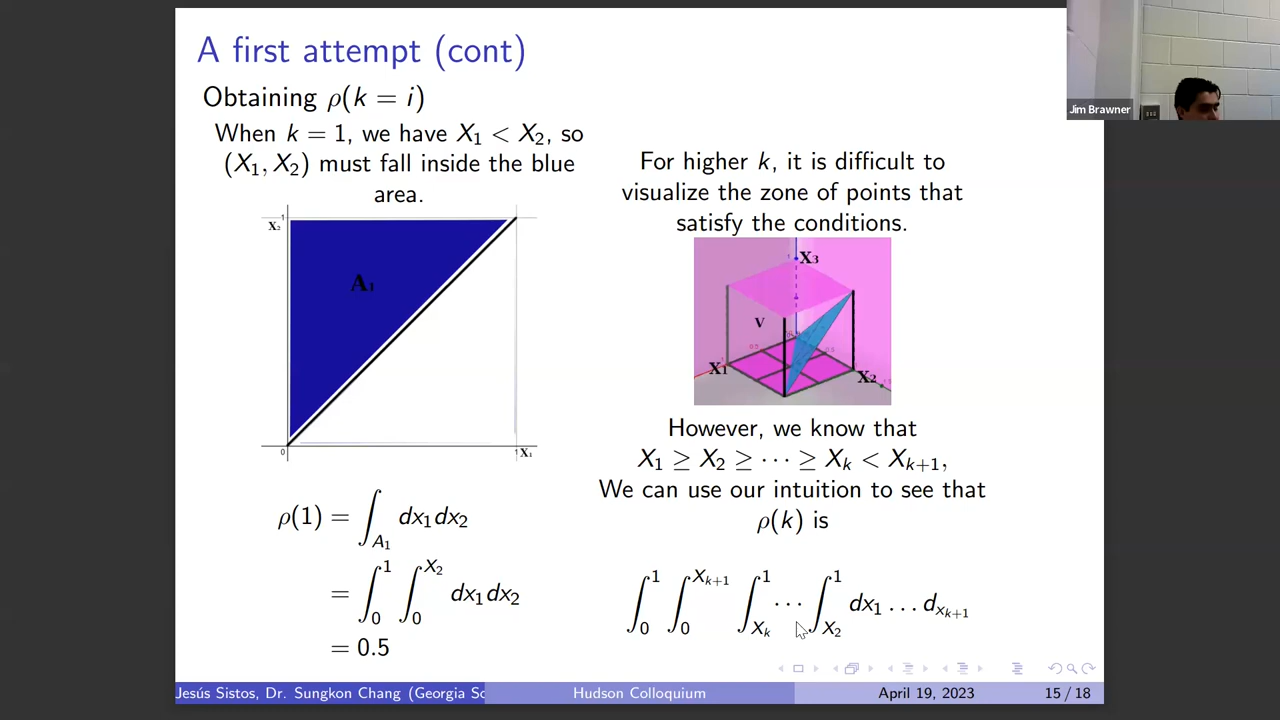 A first attempt (cont)
Obtaining ρ(k = i)
When k = 1, we have X₁ < X₂, so
(X₁, X₂) must fall inside the blue
area.
X₂
1
A₁
0
1
X₁
ρ(1) = ∫_{A₁} dx₁dx₂
= ∫₀¹ ∫₀^{X₂} dx₁dx₂
= 0.5
For higher k, it is difficult to
visualize the zone of points that
satisfy the conditions.
X₃
V
0.5
X₁
X₂
However, we know that
X₁ ≥ X₂ ≥ ··· ≥ X_k < X_{k+1},
We can use our intuition to see that
ρ(k) is
∫₀¹ ∫₀^{X_{k+1}} ∫_{X_k}¹ ··· ∫_{X₂}¹ dx₁ ... d_{x_{k+1}}
Jesús Sistos, Dr. Sungkon Chang (Georgia So
Hudson Colloquium
April 19, 2023
15 / 18
Jim Brawner